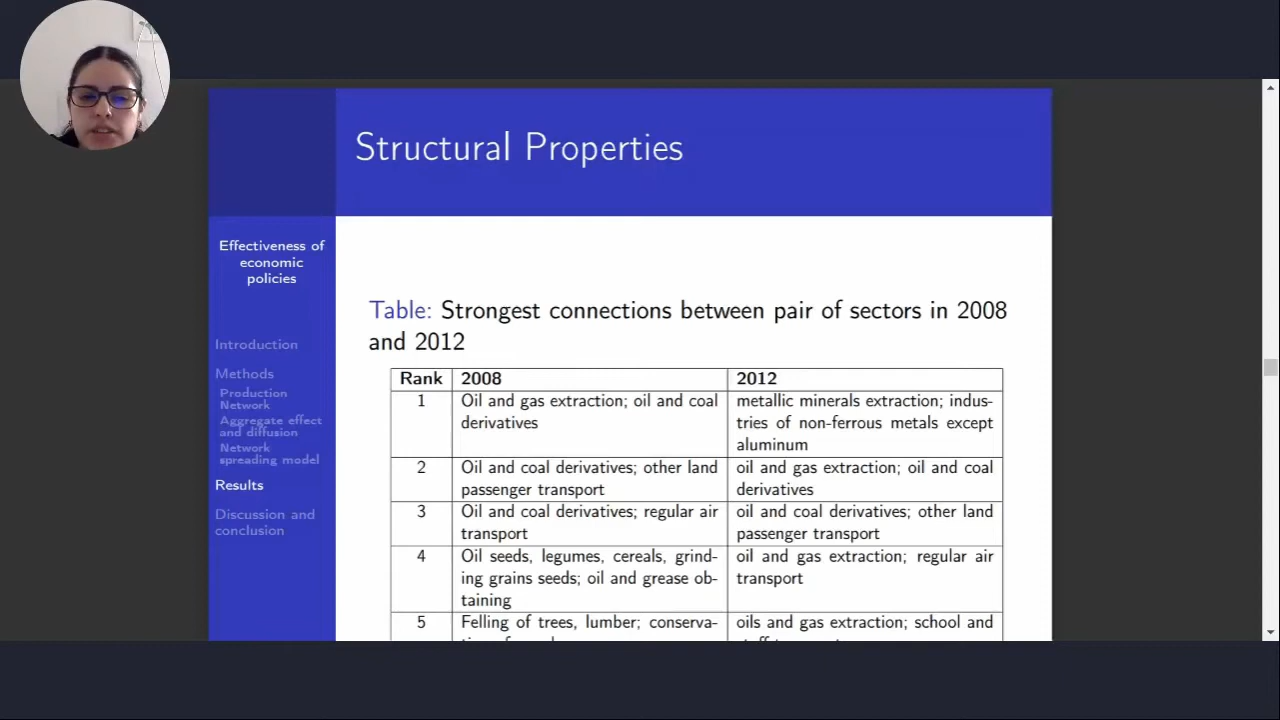 Structural Properties
Effectiveness of
economic
policies
Introduction
Methods
Production
Network
Aggregate effect
and diffusion
Network
spreading model
Results
Discussion and
conclusion
Table: Strongest connections between pair of sectors in 2008
and 2012
Rank 2008 2012
1 Oil and gas extraction; oil and coal metallic minerals extraction; indus-
derivatives tries of non-ferrous metals except
aluminum
2 Oil and coal derivatives; other land oil and gas extraction; oil and coal
passenger transport derivatives
3 Oil and coal derivatives; regular air oil and coal derivatives; other land
transport passenger transport
4 Oil seeds, legumes, cereals, grind- oil and gas extraction; regular air
ing grains seeds; oil and grease ob- transport
taining
5 Felling of trees, lumber; conserva- oils and gas extraction; school and